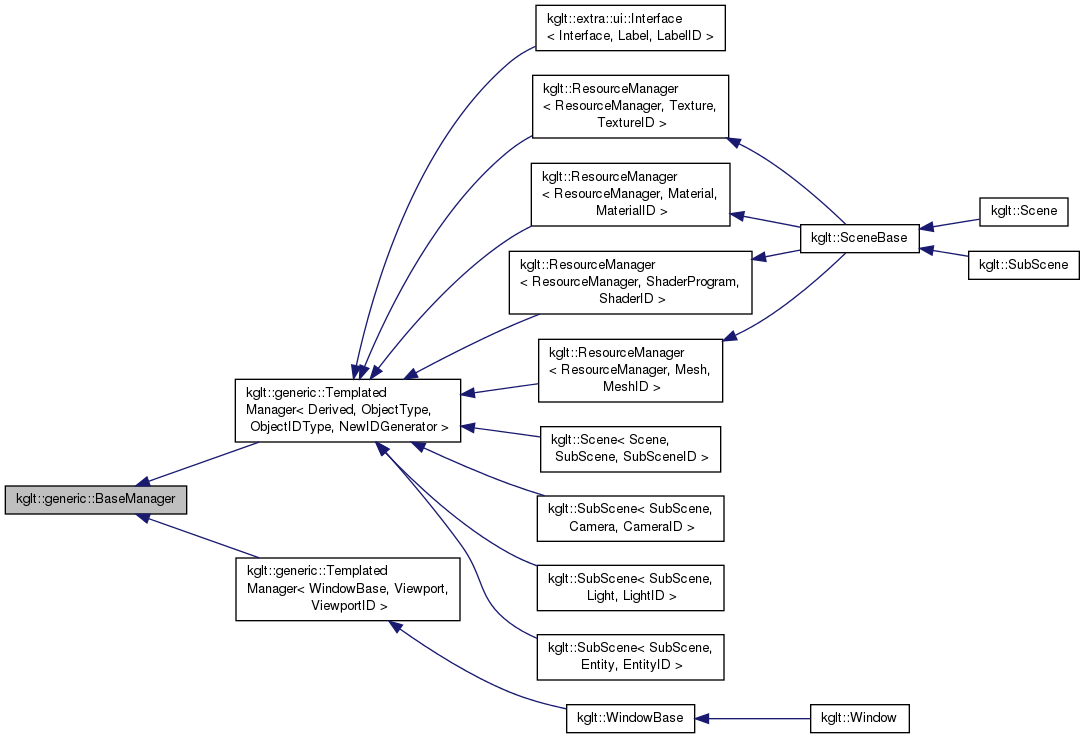 kglt::extra::ui::Interface
< Interface, Label, LabelID >
kglt::ResourceManager
< ResourceManager, Texture,
TextureID >
kglt::ResourceManager
< ResourceManager, Material,
MaterialID >
kglt::ResourceManager
< ResourceManager, ShaderProgram,
ShaderID >
kglt::ResourceManager
< ResourceManager, Mesh,
MeshID >
kglt::SceneBase
kglt::Scene
kglt::SubScene
kglt::generic::Templated
Manager< Derived, ObjectType,
ObjectIDType, NewIDGenerator >
kglt::Scene< Scene,
SubScene, SubSceneID >
kglt::SubScene< SubScene,
Camera, CameraID >
kglt::generic::BaseManager
kglt::generic::Templated
Manager< WindowBase, Viewport,
ViewportID >
kglt::SubScene< SubScene,
Light, LightID >
kglt::SubScene< SubScene,
Entity, EntityID >
kglt::WindowBase
kglt::Window